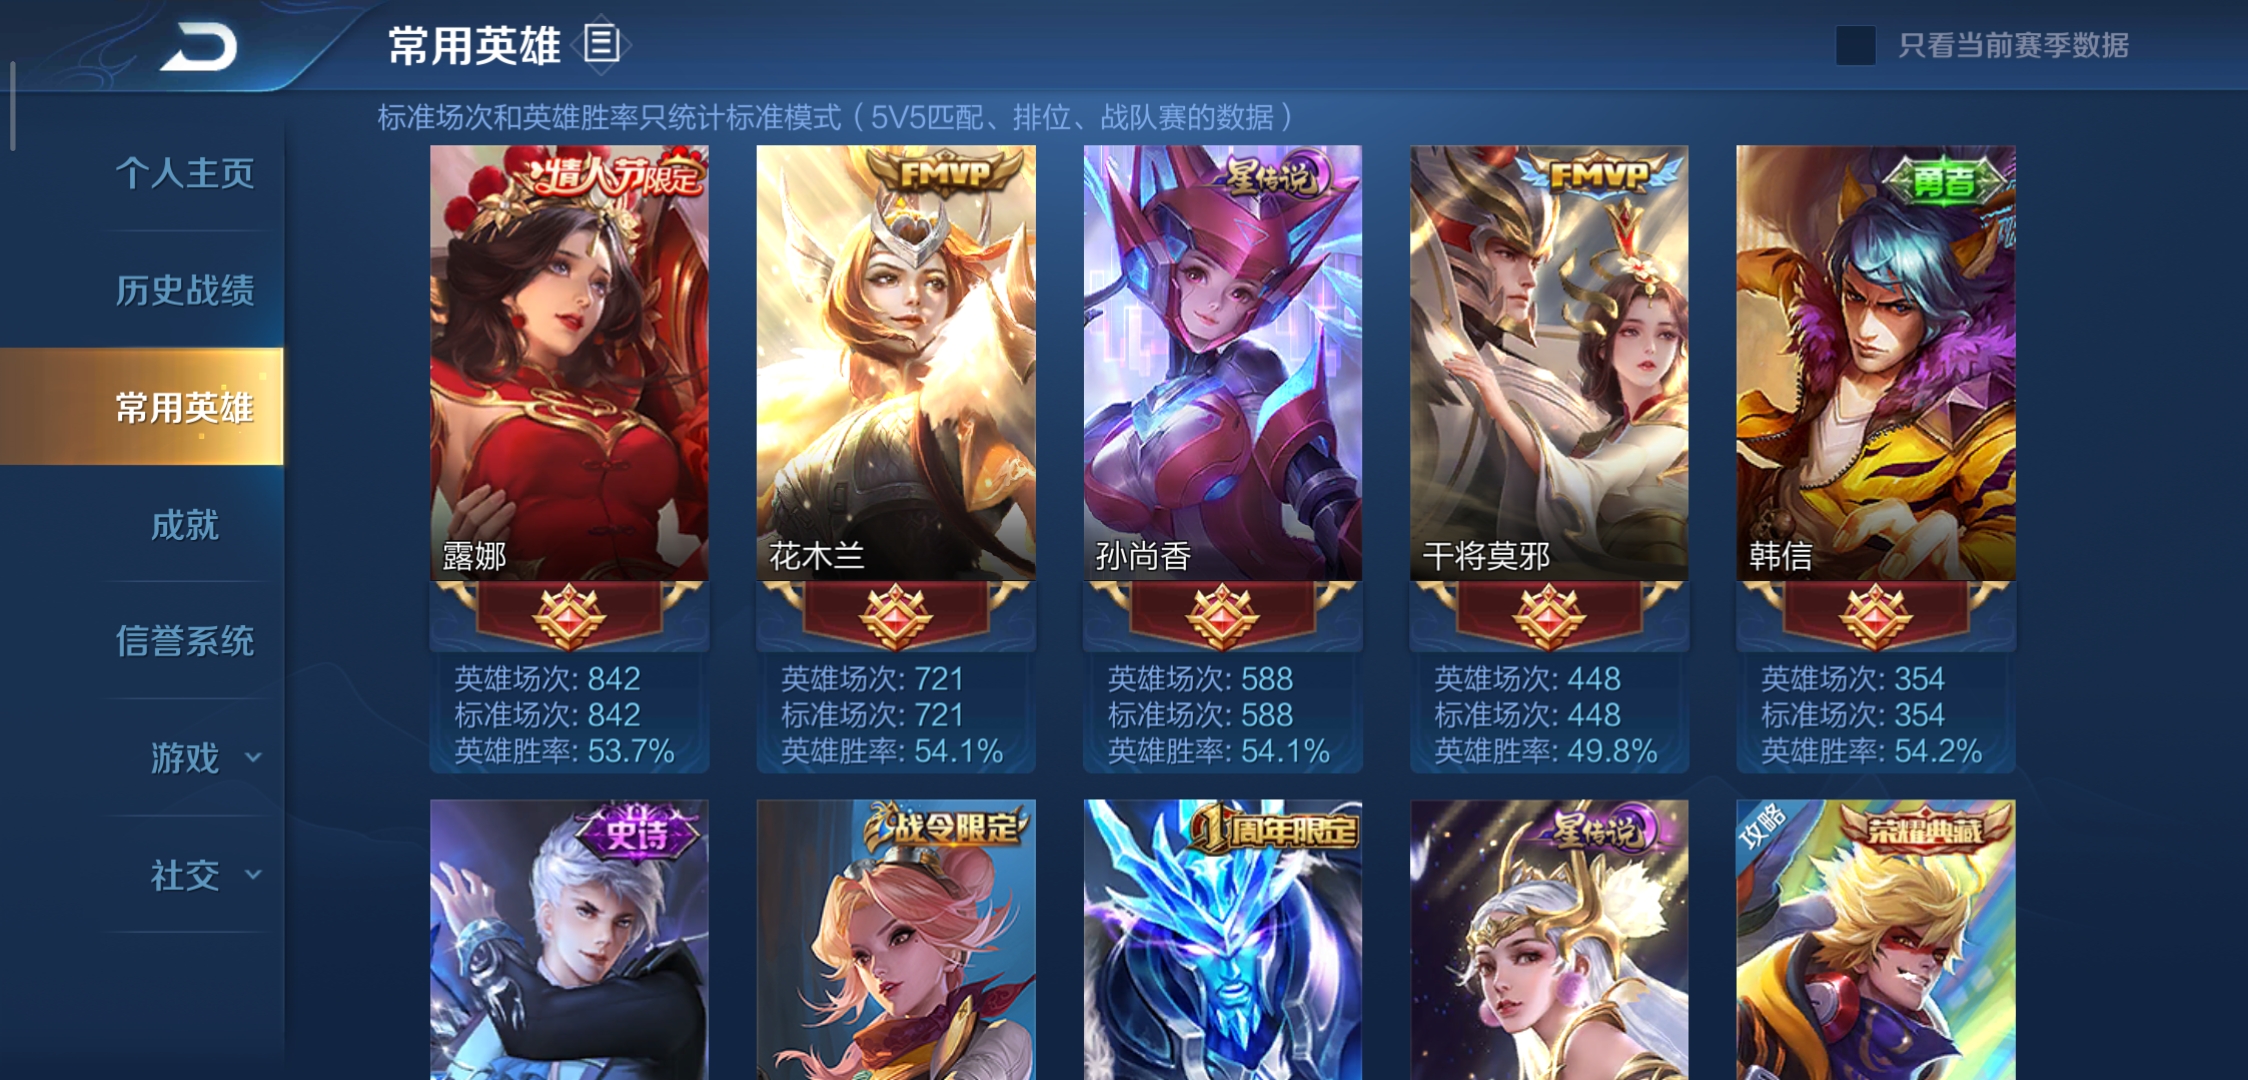 常用英雄
只看当前赛季数据
标准场次和英雄胜率只统计标准模式（5V5匹配、排位、战队赛的数据）
个人主页
历史战绩
常用英雄
成就
信誉系统
游戏
社交
情人节限定
露娜
英雄场次: 842
标准场次: 842
英雄胜率: 53.7%
FMVP
花木兰
英雄场次: 721
标准场次: 721
英雄胜率: 54.1%
星传说
孙尚香
英雄场次: 588
标准场次: 588
英雄胜率: 54.1%
FMVP
干将莫邪
英雄场次: 448
标准场次: 448
英雄胜率: 49.8%
勇者
韩信
英雄场次: 354
标准场次: 354
英雄胜率: 54.2%
史诗
战令限定
1周年限定
星传说
攻略
荣耀典藏